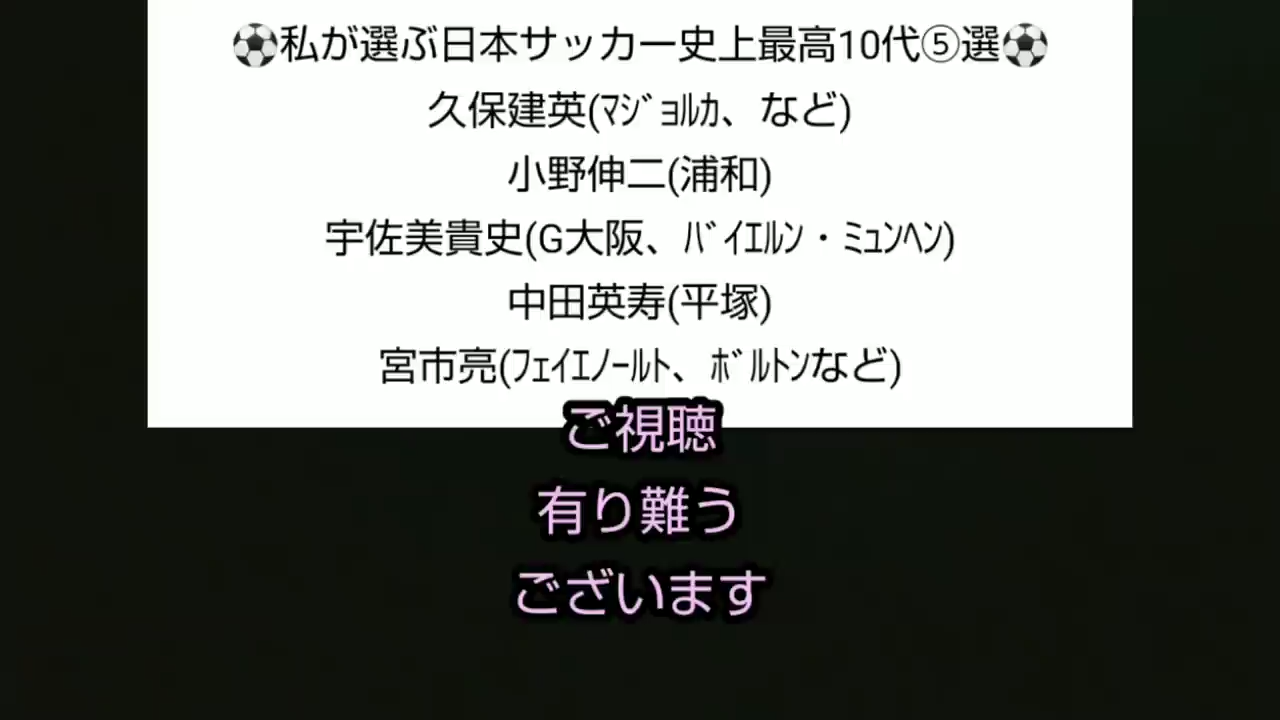 ⚽私が選ぶ日本サッカー史上最高10代⑤選⚽
久保建英(ﾏｼﾞｮﾙｶ、など)
小野伸二(浦和)
宇佐美貴史(G大阪、ﾊﾞｲｴﾙﾝ・ﾐｭﾝﾍﾝ)
中田英寿(平塚)
宮市亮(ﾌｪｲｴﾉｰﾙﾄ、ﾎﾞﾙﾄﾝなど)
ご視聴
有り難う
ございます